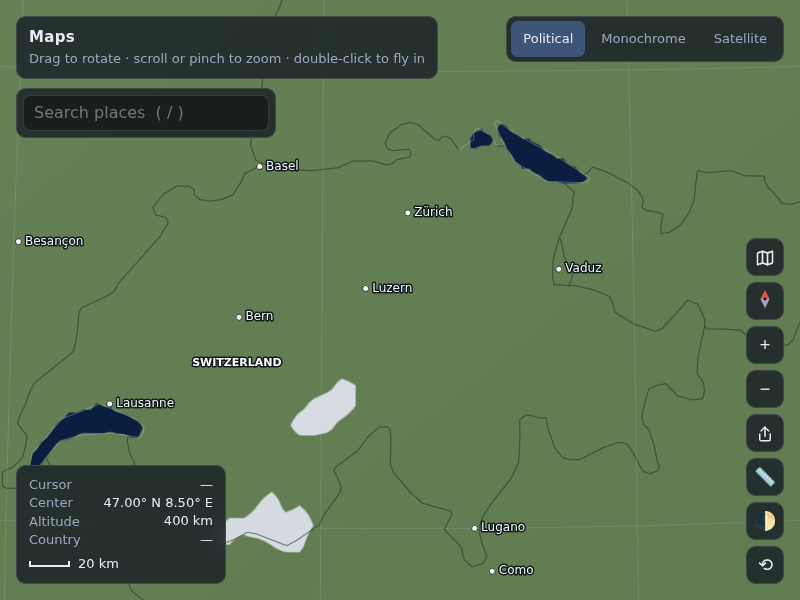 Maps
Drag to rotate · scroll or pinch to zoom · double-click to fly in
Political Monochrome Satellite
Search places ( / )
Basel
Zürich
Besançon
Vaduz
Luzern
Bern
SWITZERLAND
Lausanne
+
−
Cursor —
Center 47.00° N 8.50° E
Altitude 400 km
Country —
20 km
Lugano
Como